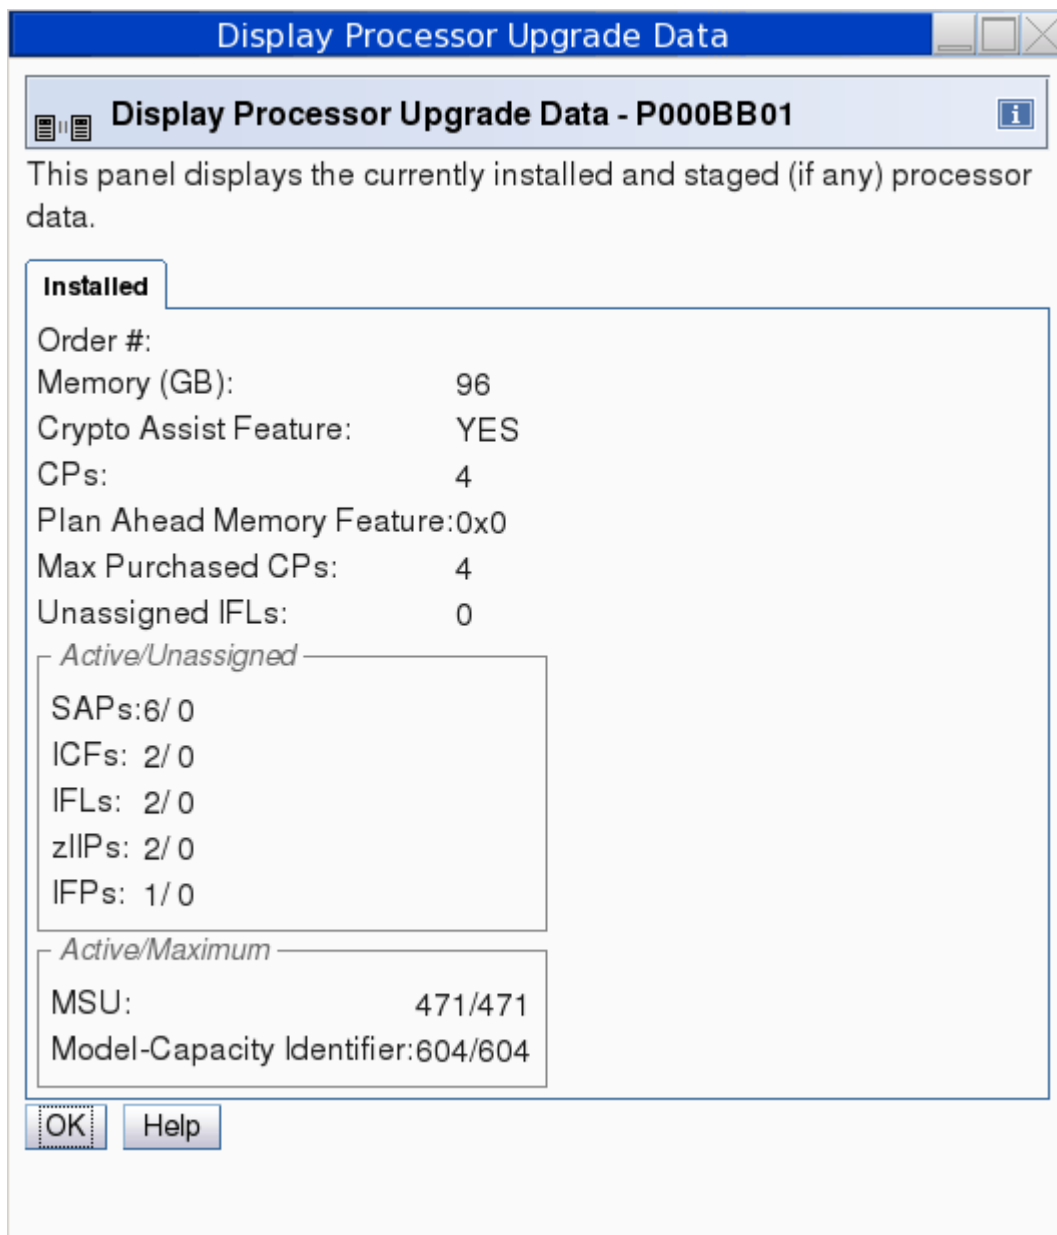 Display Processor Upgrade Data
Display Processor Upgrade Data - P000BB01
i
This panel displays the currently installed and staged (if any) processor
data.
Installed
Order #:
Memory (GB): 96
Crypto Assist Feature: YES
CPs: 4
Plan Ahead Memory Feature:0x0
Max Purchased CPs: 4
Unassigned IFLs: 0
Active/Unassigned
SAPs:6/ 0
ICFs: 2/ 0
IFLs: 2/ 0
zIIPs: 2/ 0
IFPs: 1/ 0
Active/Maximum
MSU: 471/471
Model-Capacity Identifier:604/604
OK Help